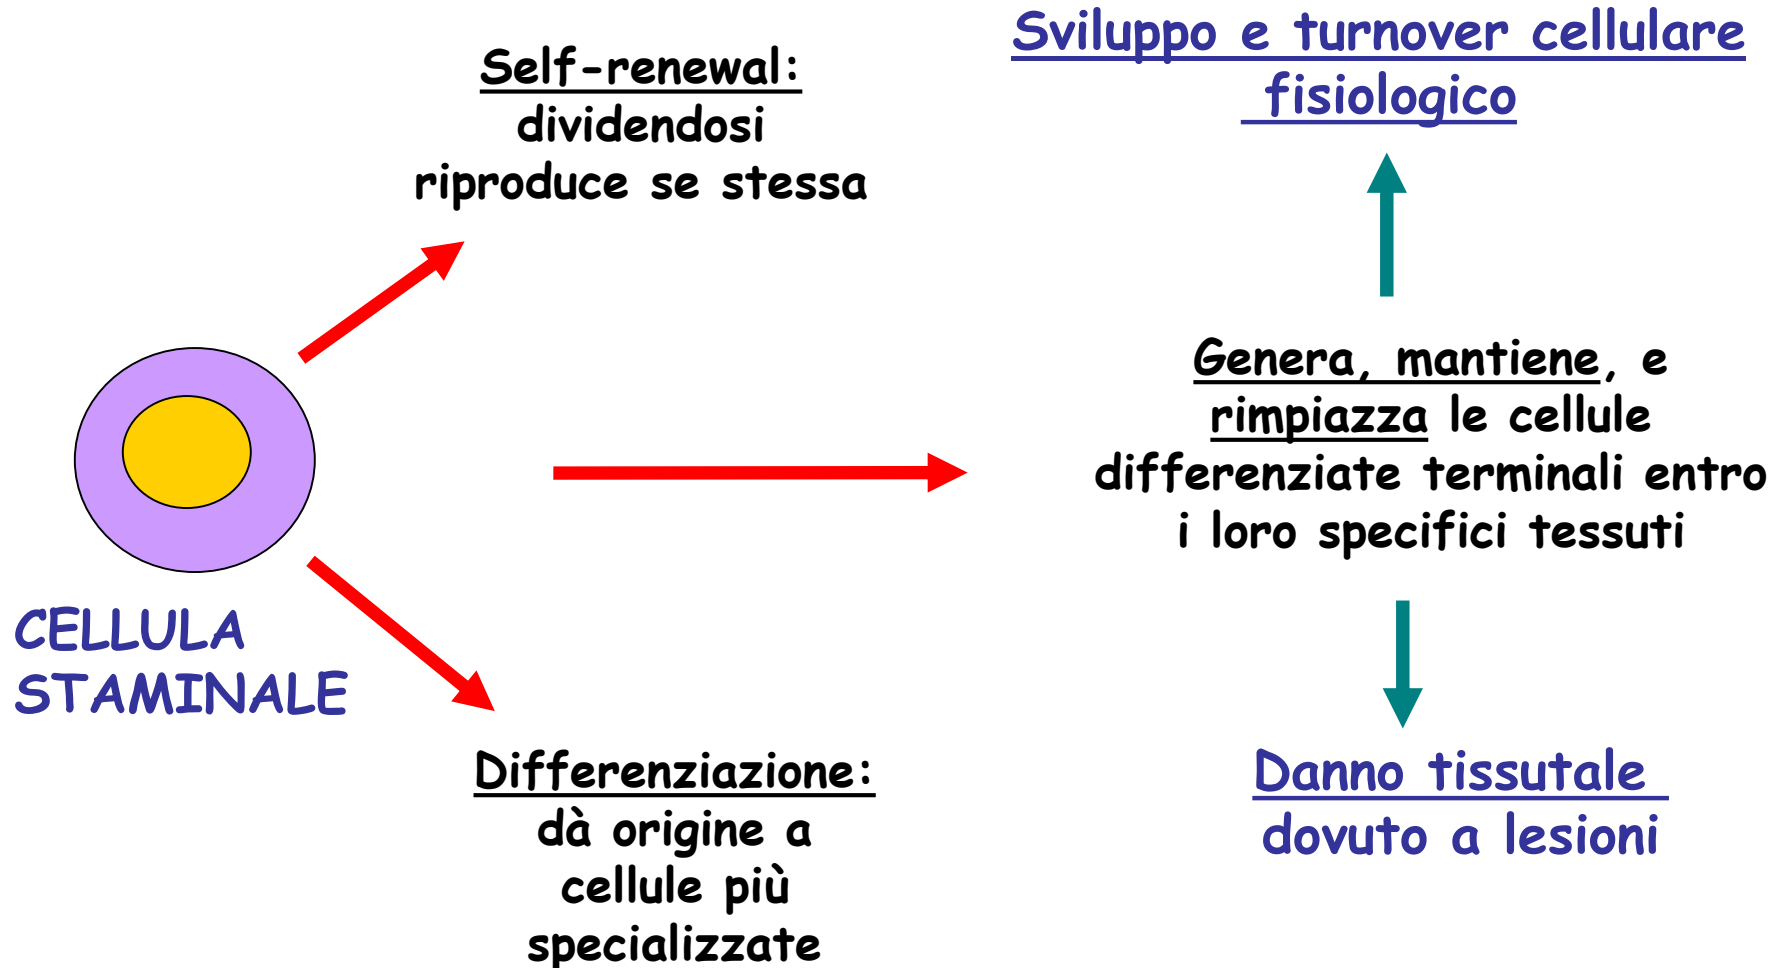 Self-renewal:
dividendosi
riproduce se stessa
CELLULA
STAMINALE
Differenziazione:
dà origine a
cellule più
specializzate
Sviluppo e turnover cellulare
fisiologico
Genera, mantiene, e
rimpiazza le cellule
differenziate terminali entro
i loro specifici tessuti
Danno tissutale
dovuto a lesioni